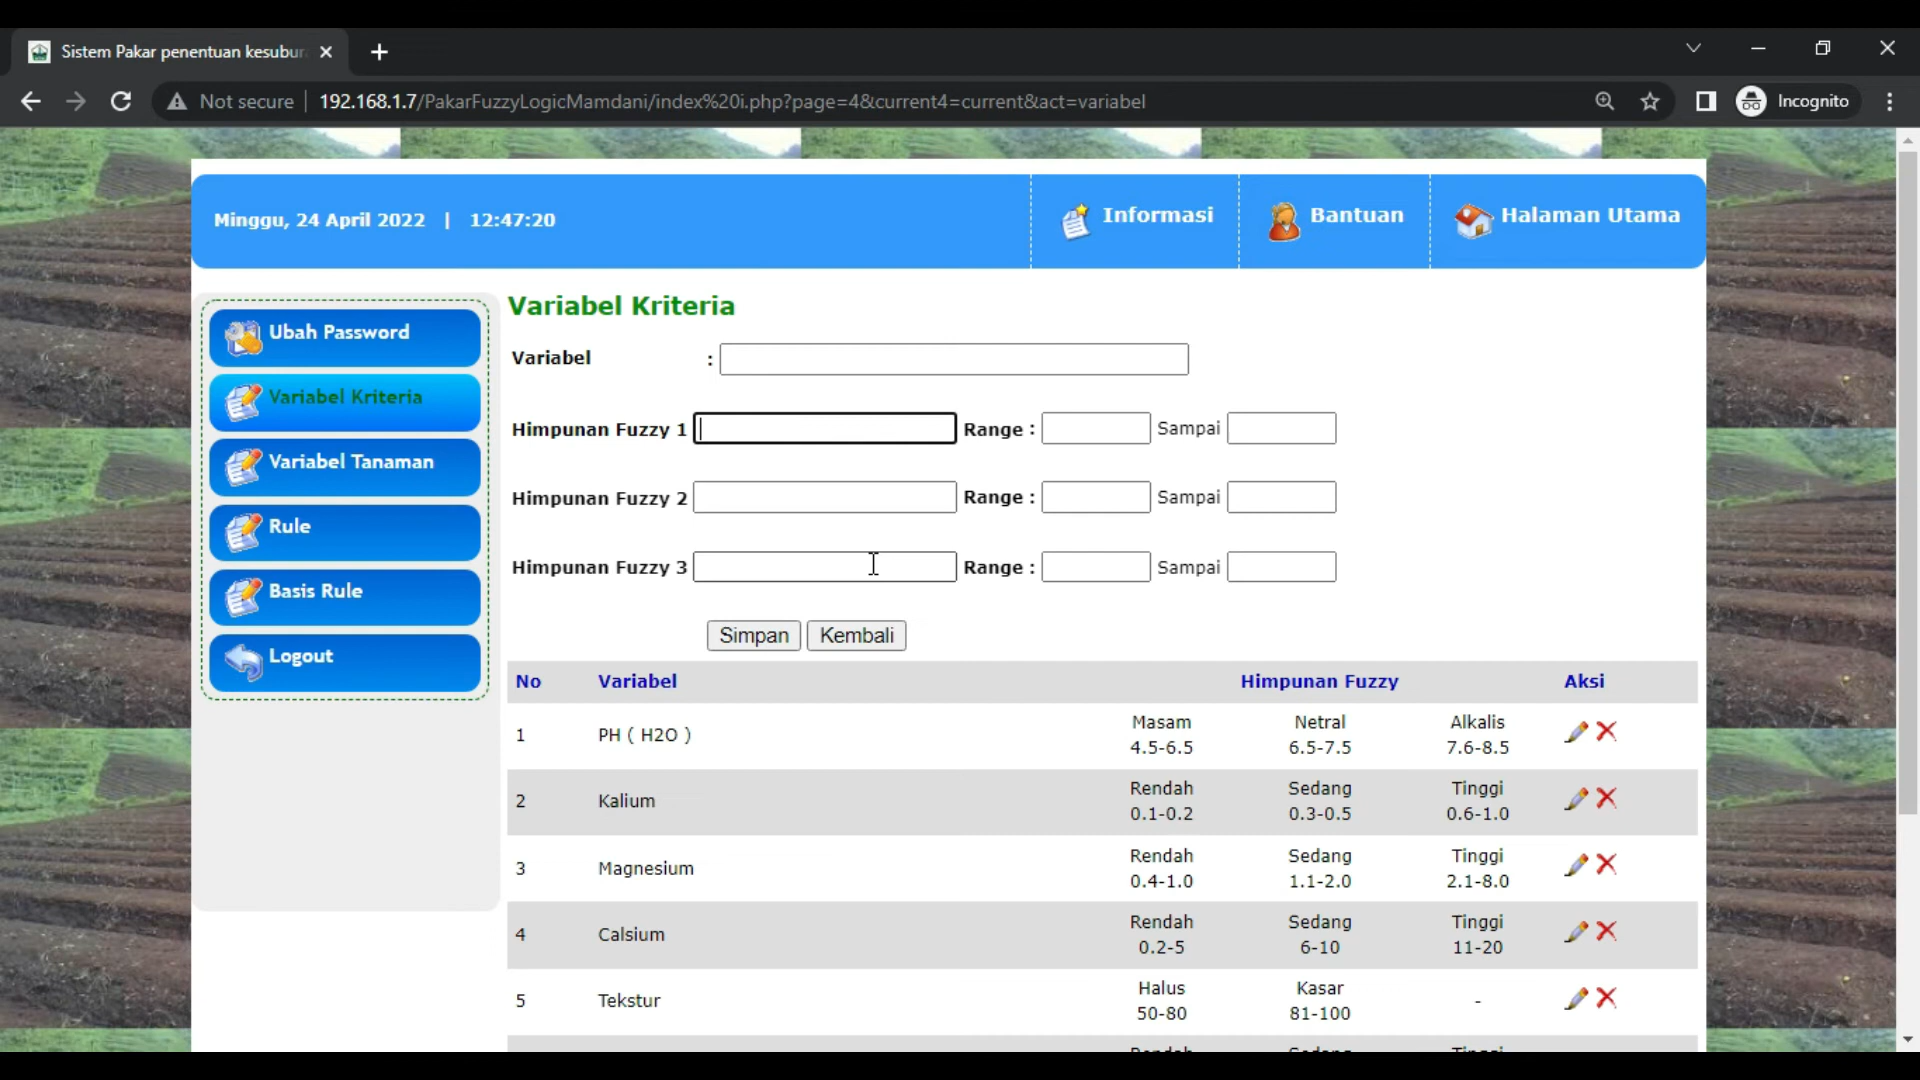 Sistem Pakar penentuan kesubur
Not secure
192.168.1.7/PakarFuzzyLogicMamdani/index%20i.php?page=4&current4=current&act=variabel
Incognito
Minggu, 24 April 2022 | 12:47:20
Informasi
Bantuan
Halaman Utama
Ubah Password
Variabel Kriteria
Variabel Tanaman
Rule
Basis Rule
Logout
Variabel Kriteria
Variabel :
Himpunan Fuzzy 1 Range : Sampai
Himpunan Fuzzy 2 Range : Sampai
Himpunan Fuzzy 3 Range : Sampai
Simpan Kembali
No Variabel Himpunan Fuzzy Aksi
1 PH ( H2O ) Masam Netral Alkalis
4.5-6.5 6.5-7.5 7.6-8.5
2 Kalium Rendah Sedang Tinggi
0.1-0.2 0.3-0.5 0.6-1.0
3 Magnesium Rendah Sedang Tinggi
0.4-1.0 1.1-2.0 2.1-8.0
4 Calsium Rendah Sedang Tinggi
0.2-5 6-10 11-20
5 Tekstur Halus Kasar -
50-80 81-100